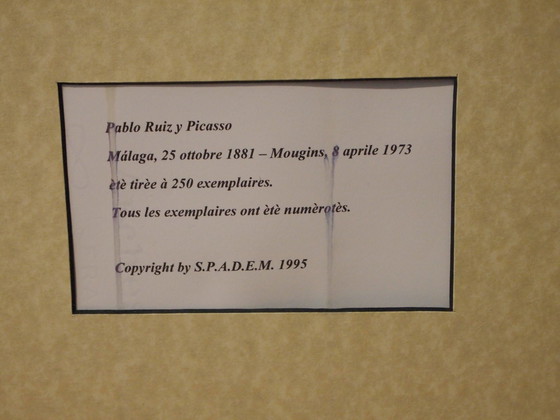 Pablo Ruiz y Picasso
Málaga, 25 ottobre 1881 – Mougins, 8 aprile 1973
ètè tirèe à 250 exemplaires.
Tous les exemplaires ont ètè numèrotès.
Copyright by S.P.A.D.E.M. 1995